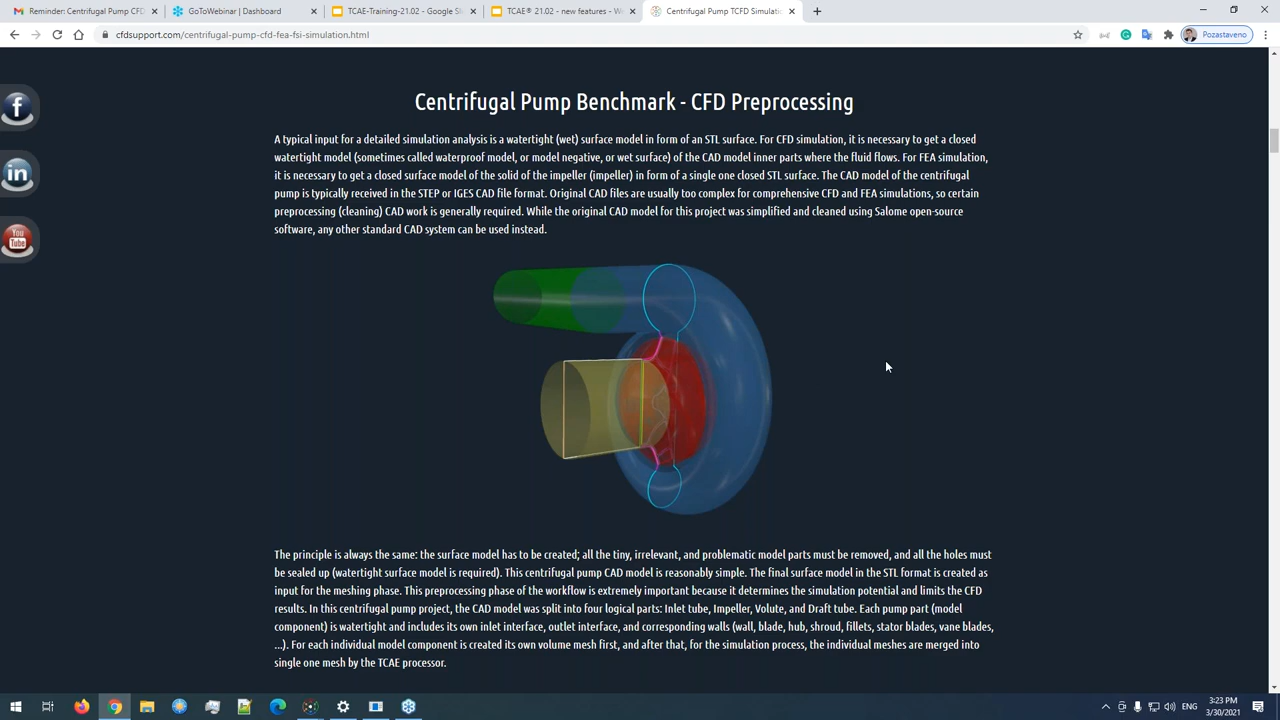 Reminder: Centrifugal Pump CFD
GoToWebinar | Dashboard
TCAE-Training-21.02 - Google Sl
TCAE® 21.02 - new features - W
Centrifugal Pump TCFD Simulatio
cfdsupport.com/centrifugal-pump-cfd-fea-fsi-simulation.html
Pozastaveno
Centrifugal Pump Benchmark - CFD Preprocessing
A typical input for a detailed simulation analysis is a watertight (wet) surface model in form of an STL surface. For CFD simulation, it is necessary to get a closed
watertight model (sometimes called waterproof model, or model negative, or wet surface) of the CAD model inner parts where the fluid flows. For FEA simulation,
it is necessary to get a closed surface model of the solid of the impeller (impeller) in form of a single one closed STL surface. The CAD model of the centrifugal
pump is typically received in the STEP or IGES CAD file format. Original CAD files are usually too complex for comprehensive CFD and FEA simulations, so certain
preprocessing (cleaning) CAD work is generally required. While the original CAD model for this project was simplified and cleaned using Salome open-source
software, any other standard CAD system can be used instead.
f
in
You
Tube
The principle is always the same: the surface model has to be created; all the tiny, irrelevant, and problematic model parts must be removed, and all the holes must
be sealed up (watertight surface model is required). This centrifugal pump CAD model is reasonably simple. The final surface model in the STL format is created as
input for the meshing phase. This preprocessing phase of the workflow is extremely important because it determines the simulation potential and limits the CFD
results. In this centrifugal pump project, the CAD model was split into four logical parts: Inlet tube, Impeller, Volute, and Draft tube. Each pump part (model
component) is watertight and includes its own inlet interface, outlet interface, and corresponding walls (wall, blade, hub, shroud, fillets, stator blades, vane blades,
...). For each individual model component is created its own volume mesh first, and after that, for the simulation process, the individual meshes are merged into
single one mesh by the TCAE processor.
ENG
3:23 PM
3/30/2021